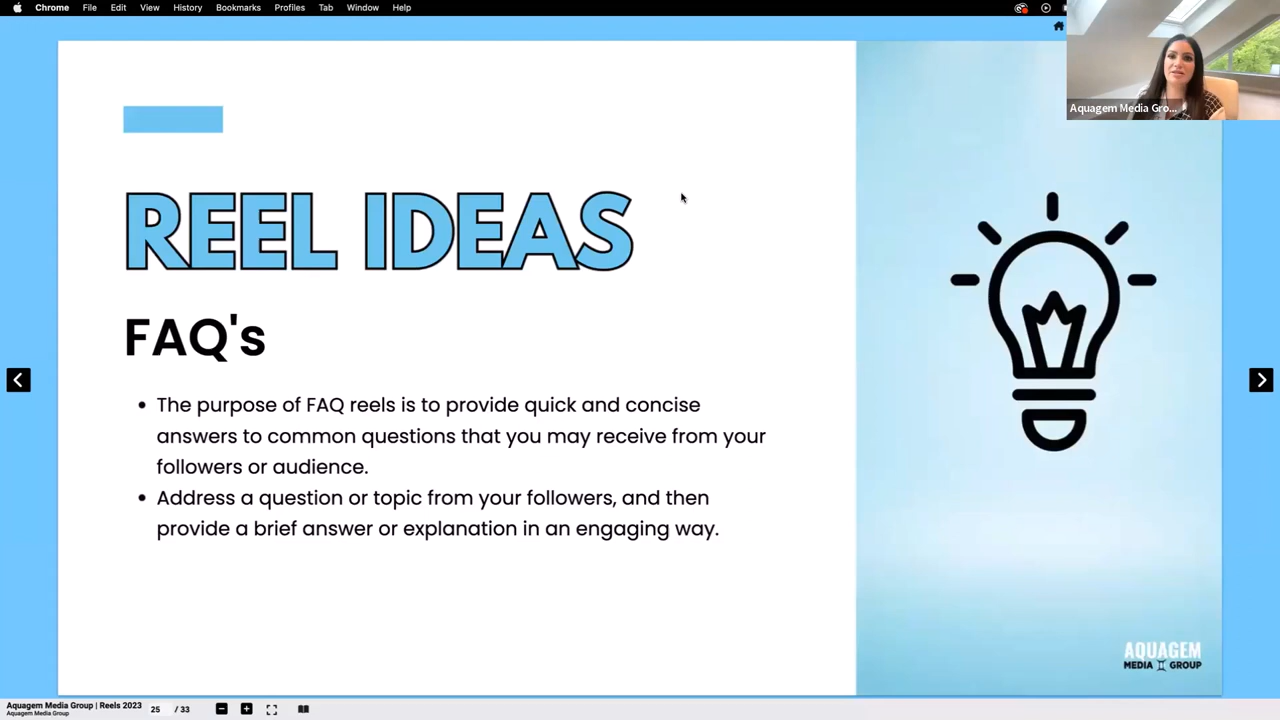 Chrome File Edit View History Bookmarks Profiles Tab Window Help
Aquagem Media Gro...
REEL IDEAS
FAQ's
• The purpose of FAQ reels is to provide quick and concise
answers to common questions that you may receive from your
followers or audience.
• Address a question or topic from your followers, and then
provide a brief answer or explanation in an engaging way.
AQUAGEM
MEDIA GROUP
Aquagem Media Group | Reels 2023
Aquagem Media Group
25 / 33